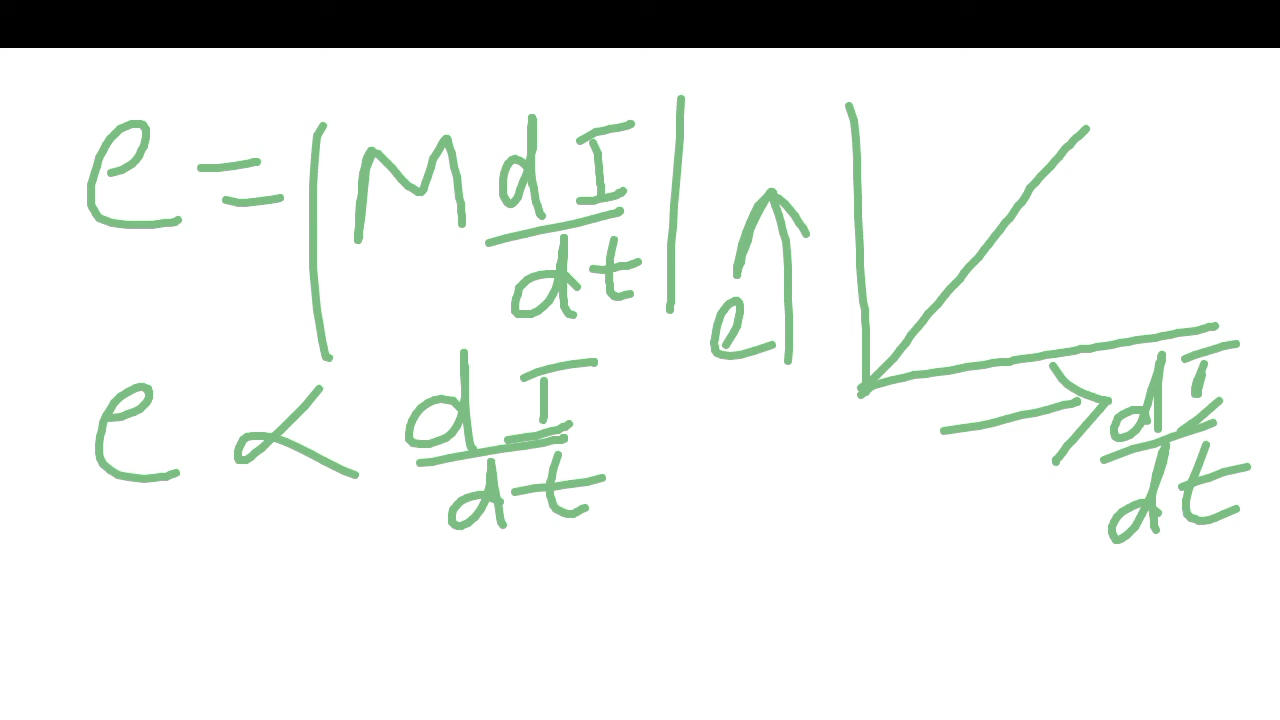 e = | M dI/dt |
e ∝ dI/dt
e
dI/dt